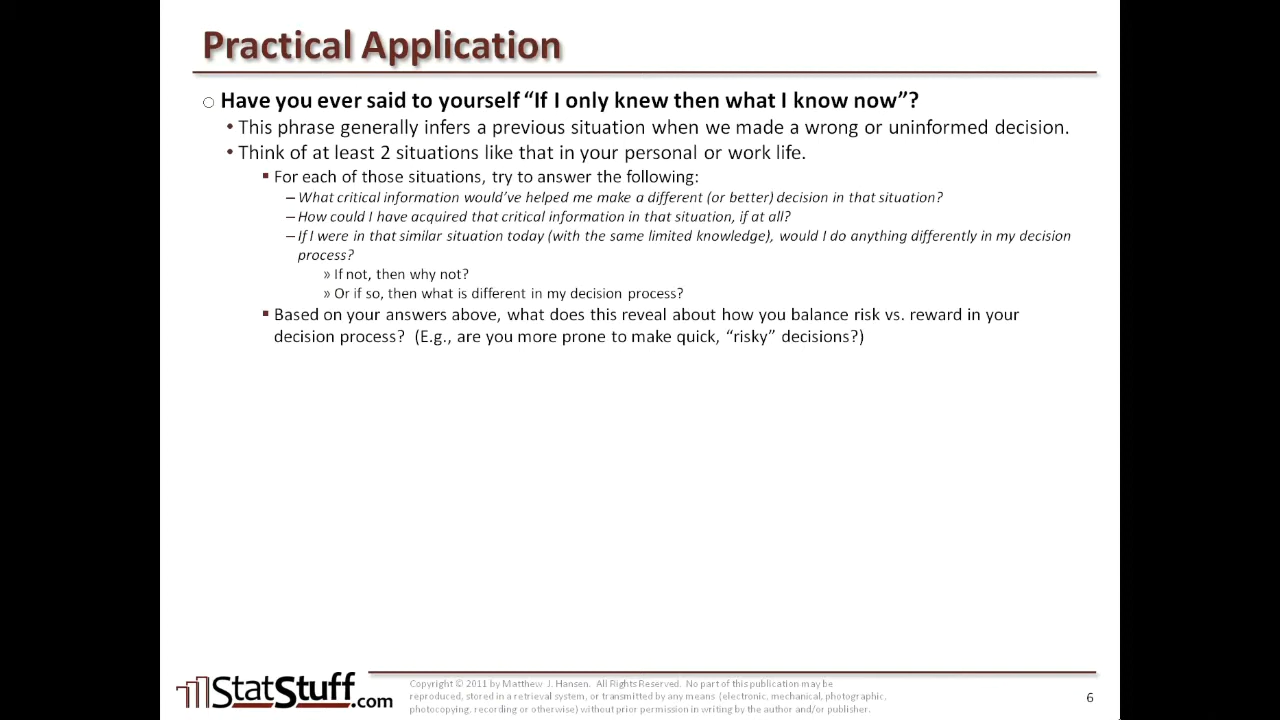 Practical Application
Have you ever said to yourself “If I only knew then what I know now”?
• This phrase generally infers a previous situation when we made a wrong or uninformed decision.
• Think of at least 2 situations like that in your personal or work life.
▪ For each of those situations, try to answer the following:
– What critical information would’ve helped me make a different (or better) decision in that situation?
– How could I have acquired that critical information in that situation, if at all?
– If I were in that similar situation today (with the same limited knowledge), would I do anything differently in my decision
process?
» If not, then why not?
» Or if so, then what is different in my decision process?
▪ Based on your answers above, what does this reveal about how you balance risk vs. reward in your
decision process? (E.g., are you more prone to make quick, “risky” decisions?)
StatStuff.com
Copyright © 2011 by Matthew J. Hansen. All Rights Reserved. No part of this publication may be
reproduced, stored in a retrieval system, or transmitted by any means (electronic, mechanical, photographic,
photocopying, recording or otherwise) without prior permission in writing by the author and/or publisher.
6